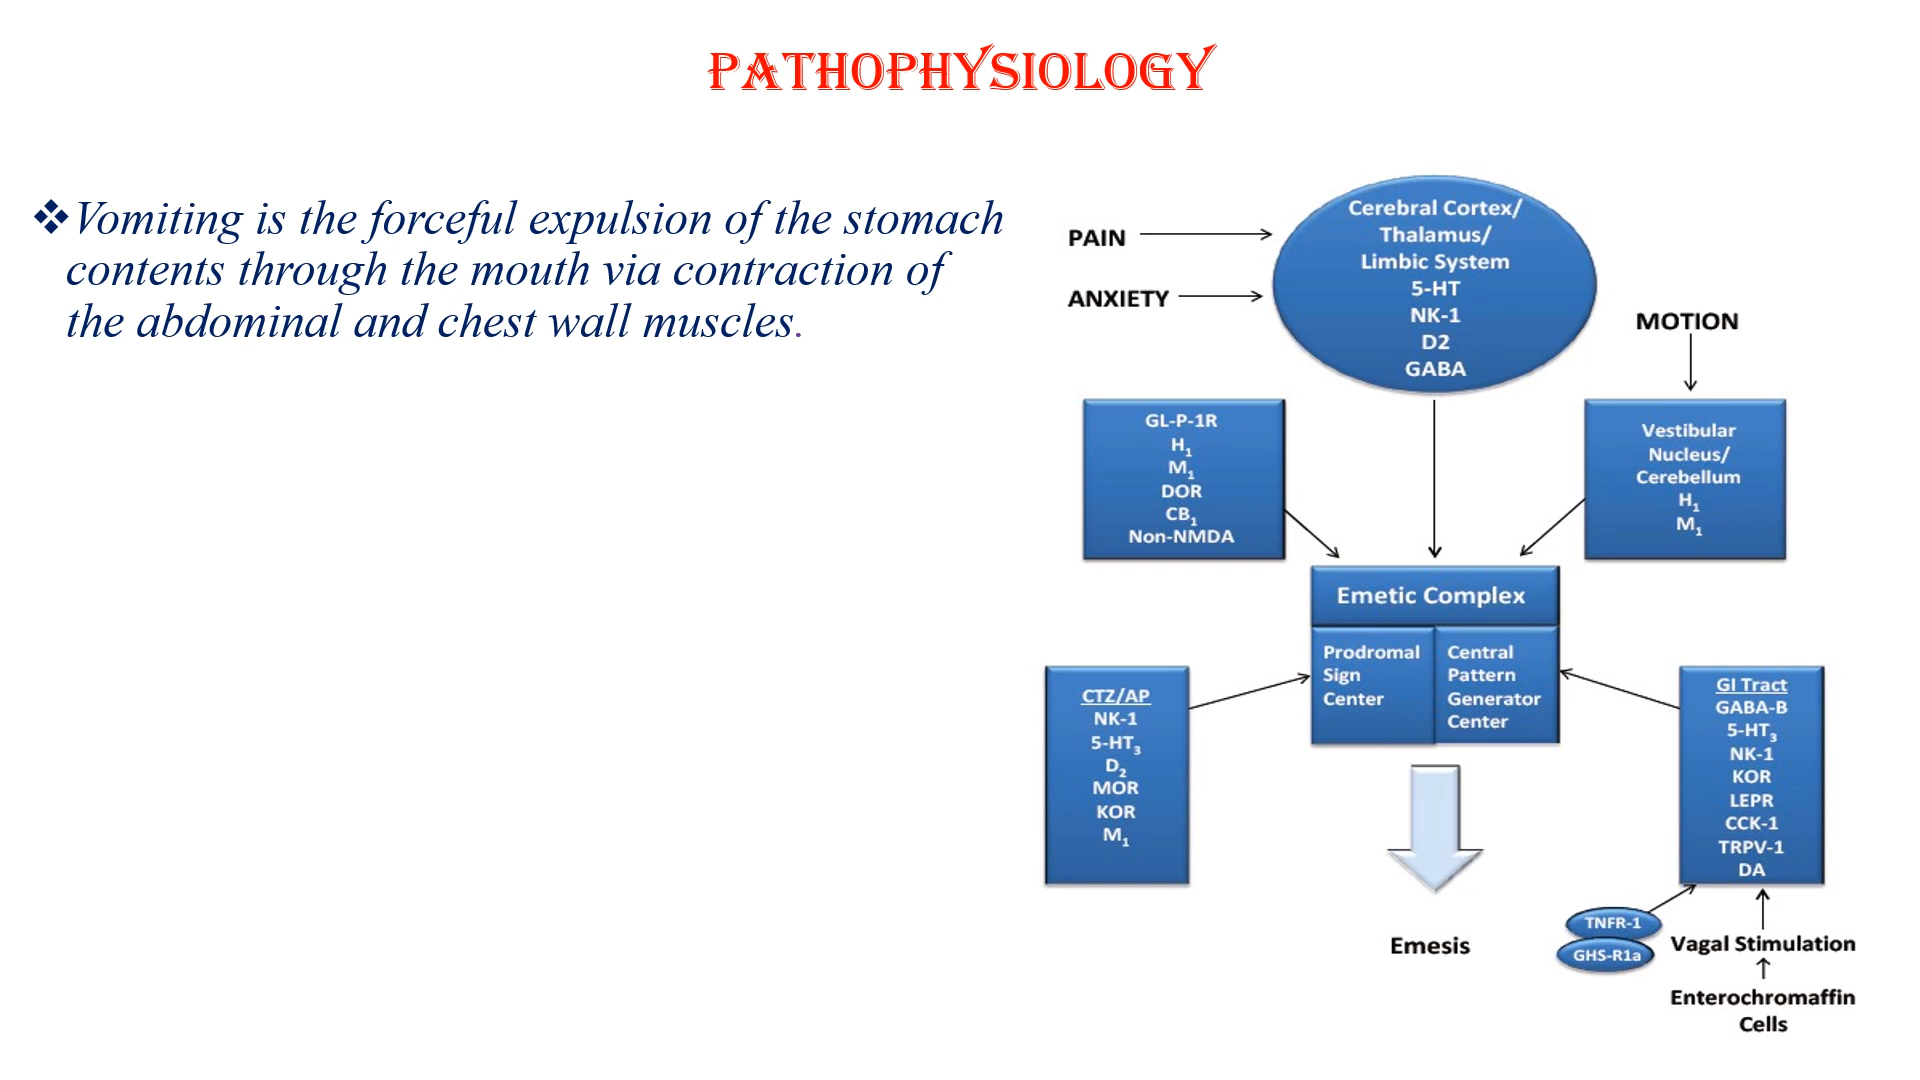 PATHOPHYSIOLOGY
❖Vomiting is the forceful expulsion of the stomach
contents through the mouth via contraction of
the abdominal and chest wall muscles.
PAIN
ANXIETY
Cerebral Cortex/
Thalamus/
Limbic System
5-HT
NK-1
D2
GABA
MOTION
GL-P-1R
H1
M1
DOR
CB1
Non-NMDA
Vestibular
Nucleus/
Cerebellum
H1
M1
Emetic Complex
Prodromal
Sign
Center
Central
Pattern
Generator
Center
CTZ/AP
NK-1
5-HT3
D2
MOR
KOR
M1
GI Tract
GABA-B
5-HT3
NK-1
KOR
LEPR
CCK-1
TRPV-1
DA
Emesis
TNFR-1
GHS-R1a
Vagal Stimulation
Enterochromaffin
Cells